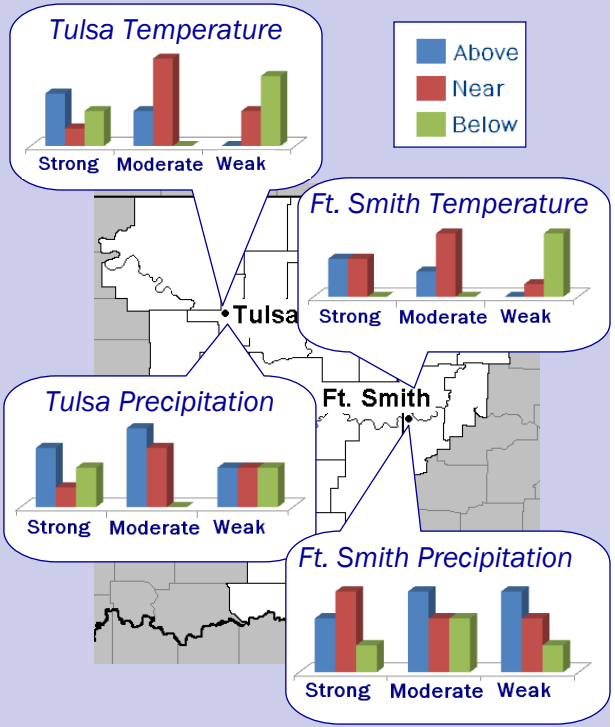 Tulsa Temperature
Strong Moderate Weak
Above
Near
Below
Ft. Smith Temperature
Strong Moderate Weak
Tulsa
Ft. Smith
Tulsa Precipitation
Strong Moderate Weak
Ft. Smith Precipitation
Strong Moderate Weak